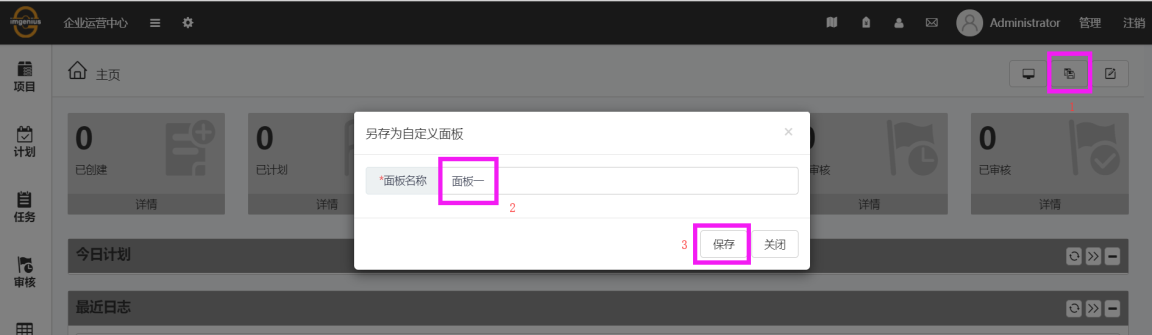 imgenius
企业运营中心
Administrator
管理
注销
项目
主页
1
计划
0
已创建
详情
0
已计划
详情
另存为自定义面板
×
*面板名称
面板一
2
3
保存
关闭
审核
详情
0
已审核
详情
任务
今日计划
审核
最近日志